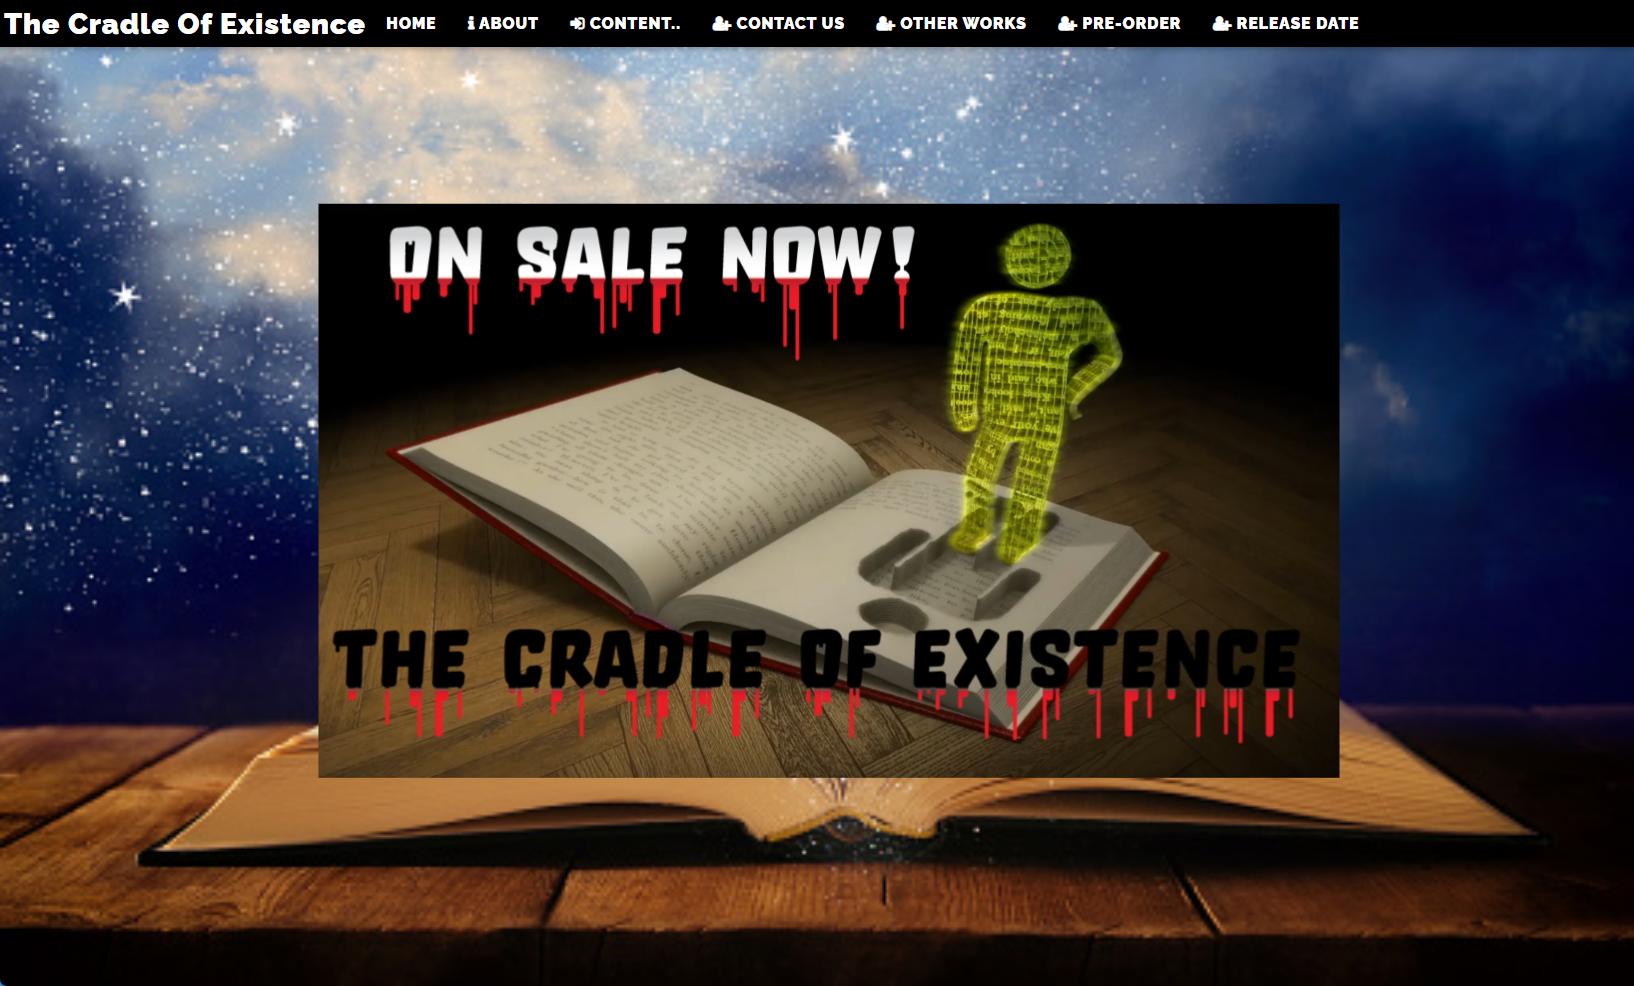 The Cradle Of Existence HOME ABOUT CONTENT.. CONTACT US OTHER WORKS PRE-ORDER RELEASE DATE
ON SALE NOW!
THE CRADLE OF EXISTENCE